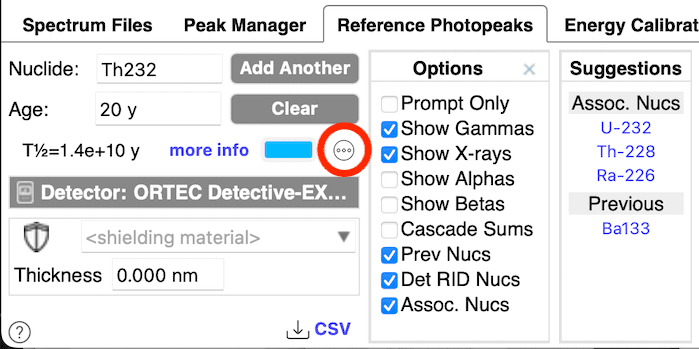 Spectrum Files Peak Manager Reference Photopeaks Energy Calibrat
Nuclide: Th232 Add Another
Age: 20 y Clear
T½=1.4e+10 y more info
Detector: ORTEC Detective-EX...
<shielding material>
Thickness 0.000 nm
CSV
?
Options ×
Prompt Only
Show Gammas
Show X-rays
Show Alphas
Show Betas
Cascade Sums
Prev Nucs
Det RID Nucs
Assoc. Nucs
Suggestions
Assoc. Nucs
U-232
Th-228
Ra-226
Previous
Ba133